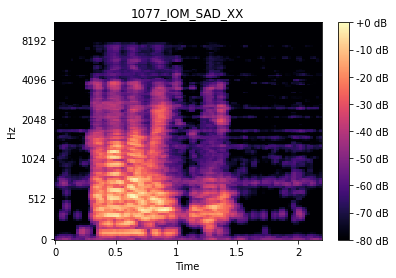 1077_IOM_SAD_XX
+0 dB
8192
-10 dB
4096
-20 dB
-30 dB
2048
Hz
-40 dB
1024
-50 dB
512
-60 dB
-70 dB
0
-80 dB
0
0.5
1
1.5
2
Time